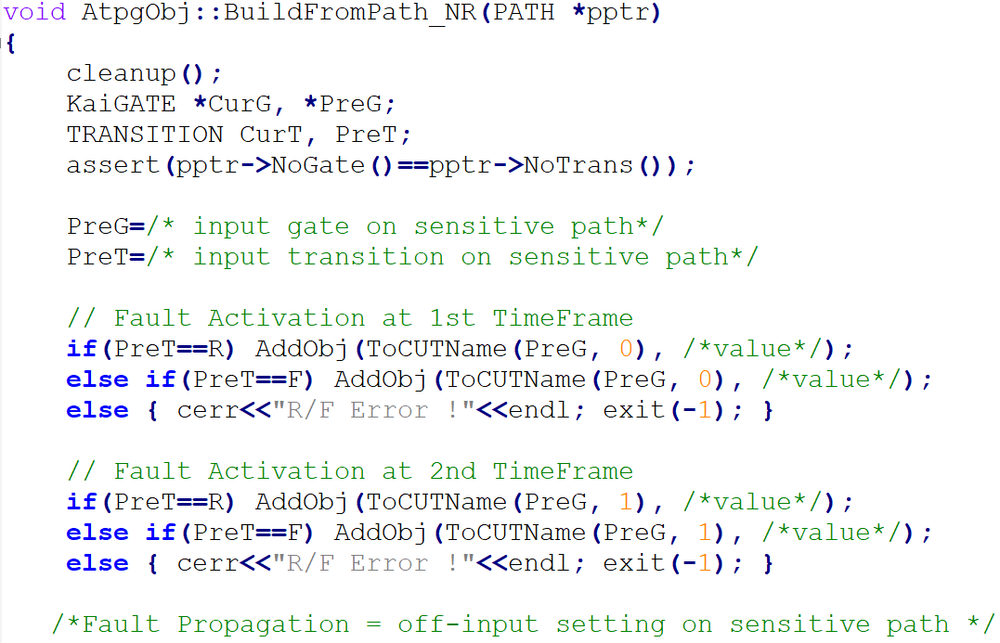 void AtpgObj::BuildFromPath_NR(PATH *pptr)
{
cleanup();
KaiGATE *CurG, *PreG;
TRANSITION CurT, PreT;
assert(pptr->NoGate()==pptr->NoTrans());
PreG=/* input gate on sensitive path*/
PreT=/* input transition on sensitive path*/
// Fault Activation at 1st TimeFrame
if(PreT==R) AddObj(ToCUTName(PreG, 0), /*value*/);
else if(PreT==F) AddObj(ToCUTName(PreG, 0), /*value*/);
else { cerr<<"R/F Error !"<<endl; exit(-1); }
// Fault Activation at 2nd TimeFrame
if(PreT==R) AddObj(ToCUTName(PreG, 1), /*value*/);
else if(PreT==F) AddObj(ToCUTName(PreG, 1), /*value*/);
else { cerr<<"R/F Error !"<<endl; exit(-1); }
/*Fault Propagation = off-input setting on sensitive path */